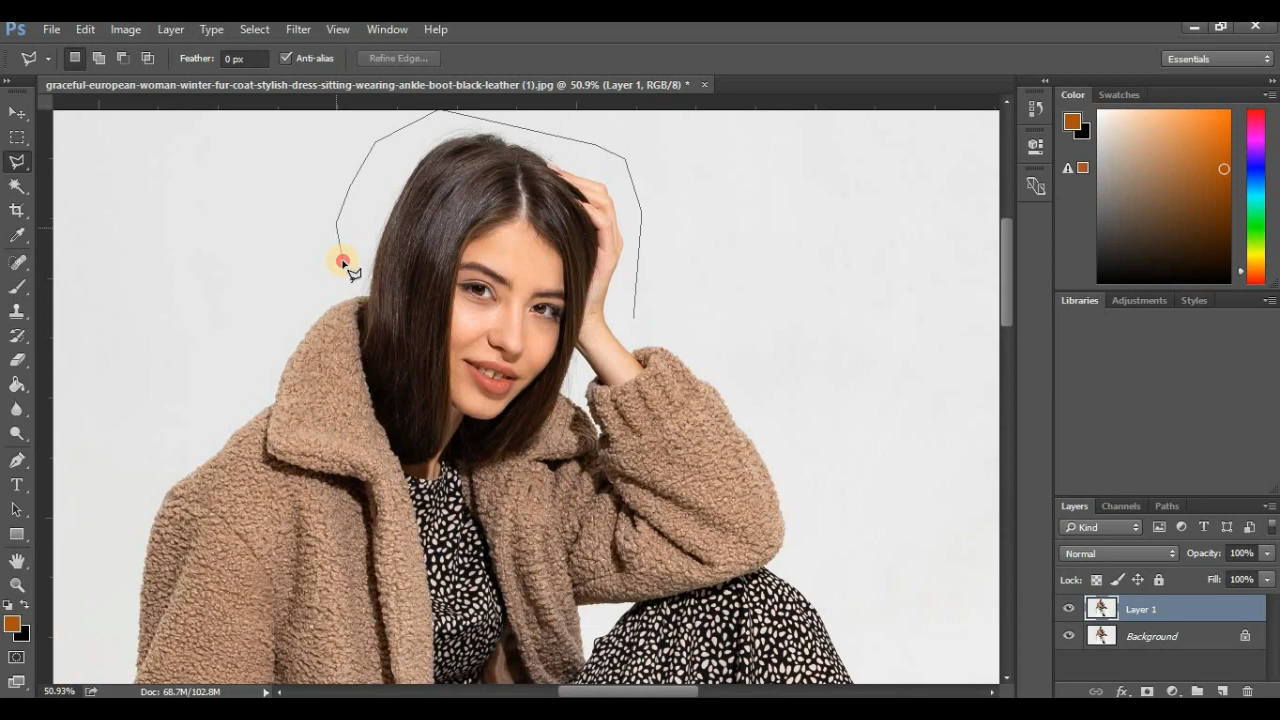 Ps File Edit Image Layer Type Select Filter View Window Help
Feather: 0 px Anti-alias Refine Edge... Essentials
graceful-european-woman-winter-fur-coat-stylish-dress-sitting-wearing-ankle-boot-black-leather (1).jpg @ 50.9% (Layer 1, RGB/8) *
Color Swatches
Libraries Adjustments Styles
Layers Channels Paths
Kind
Normal Opacity: 100%
Lock: Fill: 100%
Layer 1
Background
50.93% Doc: 68.7M/102.8M